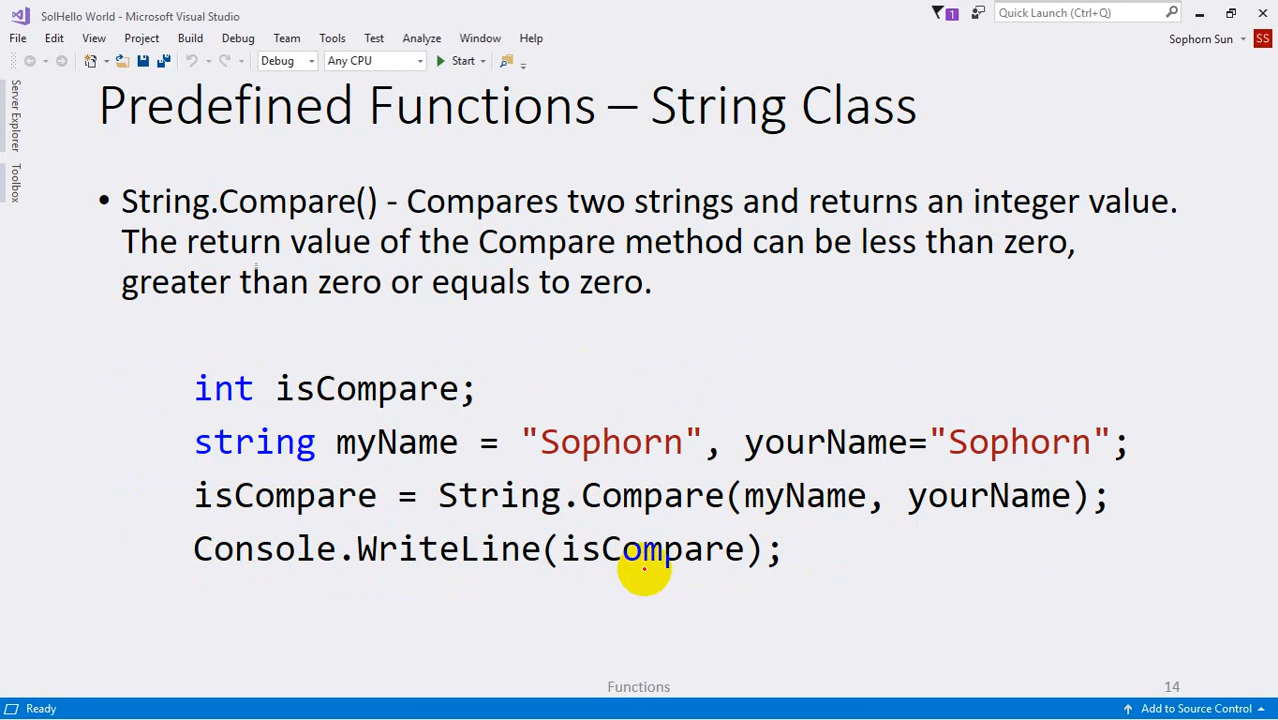 SolHello World - Microsoft Visual Studio
1
Quick Launch (Ctrl+Q)
File Edit View Project Build Debug Team Tools Test Analyze Window Help
Sophorn Sun SS
Debug Any CPU Start
Server Explorer
Toolbox
Predefined Functions – String Class
• String.Compare() - Compares two strings and returns an integer value.
The return value of the Compare method can be less than zero,
greater than zero or equals to zero.
int isCompare;
string myName = "Sophorn", yourName="Sophorn";
isCompare = String.Compare(myName, yourName);
Console.WriteLine(isCompare);
Functions 14
Ready
Add to Source Control